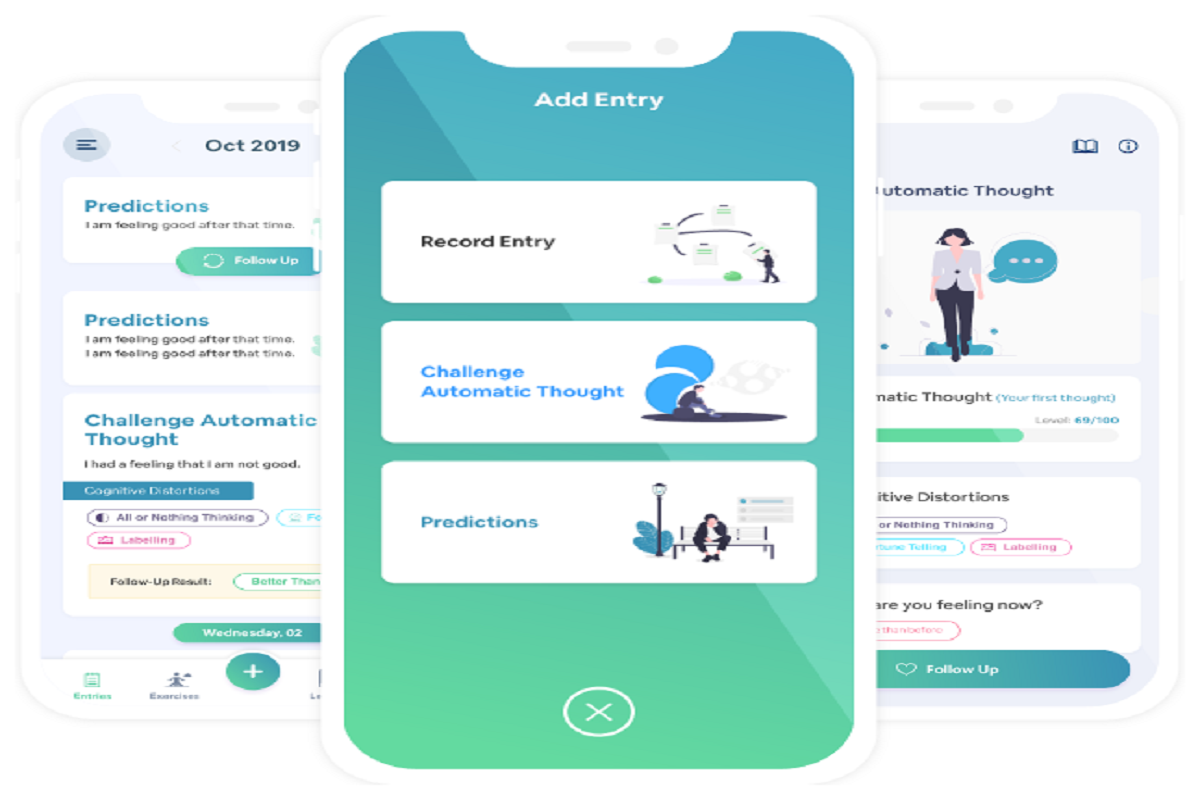 Oct 2019
Predictions
I am feeling good after that time.
Follow Up
Predictions
I am feeling good after that time.
I am feeling good after that time.
Challenge Automatic
Thought
I had a feeling that I am not good.
Cognitive Distortions
All or Nothing Thinking
Fo
Labelling
Follow-Up Result:
Better Than
Wednesday, 02
Entries
Exercises
Le
Add Entry
Record Entry
Challenge
Automatic Thought
Predictions
utomatic Thought
matic Thought (Your first thought)
Level: 69/100
itive Distortions
or Nothing Thinking
rtune Telling
Labelling
are you feeling now?
than before
Follow Up